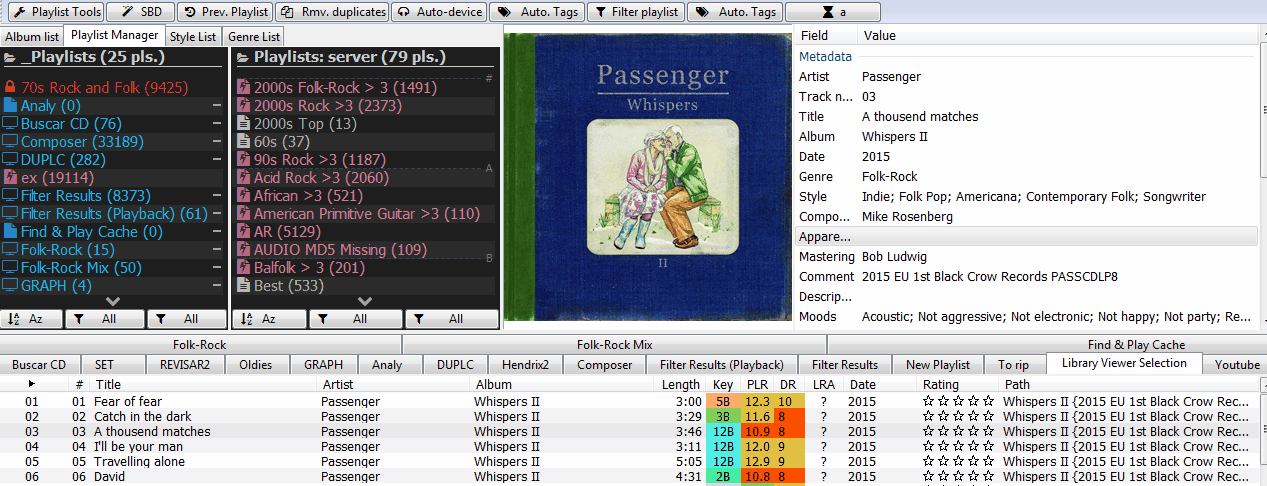 Playlist Tools SBD Prev. Playlist Rmv. duplicates Auto-device Auto. Tags Filter playlist Auto. Tags a
Album list Playlist Manager Style List Genre List
_Playlists (25 pls.)
70s Rock and Folk (9425)
Analy (0)
Buscar CD (76)
Composer (33189)
DUPLC (282)
ex (19114)
Filter Results (8373)
Filter Results (Playback) (61)
Find & Play Cache (0)
Folk-Rock (15)
Folk-Rock Mix (50)
GRAPH (4)
Az All All
Playlists: server (79 pls.)
#
2000s Folk-Rock > 3 (1491)
2000s Rock >3 (2373)
2000s Top (13)
60s (37)
90s Rock >3 (1187)
A
Acid Rock >3 (2060)
African >3 (521)
American Primitive Guitar >3 (110)
AR (5129)
AUDIO MD5 Missing (109)
B
Balfolk > 3 (201)
Best (533)
Az All All
Passenger
Whispers
II
Field Value
Metadata
Artist Passenger
Track n... 03
Title A thousend matches
Album Whispers II
Date 2015
Genre Folk-Rock
Style Indie; Folk Pop; Americana; Contemporary Folk; Songwriter
Compo... Mike Rosenberg
Appare...
Mastering Bob Ludwig
Comment 2015 EU 1st Black Crow Records PASSCDLP8
Descrip...
Moods Acoustic; Not aggressive; Not electronic; Not happy; Not party; Re...
Folk-Rock Folk-Rock Mix Find & Play Cache
Buscar CD SET REVISAR2 Oldies GRAPH Analy DUPLC Hendrix2 Composer Filter Results (Playback) Filter Results New Playlist To rip Library Viewer Selection Youtube
# Title Artist Album Length Key PLR DR LRA Date Rating Path
01 01 Fear of fear Passenger Whispers II 3:00 5B 12.3 10 ? 2015 Whispers II {2015 EU 1st Black Crow Rec...
02 02 Catch in the dark Passenger Whispers II 3:29 3B 11.6 8 ? 2015 Whispers II {2015 EU 1st Black Crow Rec...
03 03 A thousend matches Passenger Whispers II 3:46 12B 10.9 8 ? 2015 Whispers II {2015 EU 1st Black Crow Rec...
04 04 I'll be your man Passenger Whispers II 3:11 12B 12.0 9 ? 2015 Whispers II {2015 EU 1st Black Crow Rec...
05 05 Travelling alone Passenger Whispers II 5:05 12B 12.9 9 ? 2015 Whispers II {2015 EU 1st Black Crow Rec...
06 06 David Passenger Whispers II 4:31 2B 10.8 8 ? 2015 Whispers II {2015 EU 1st Black Crow Rec...